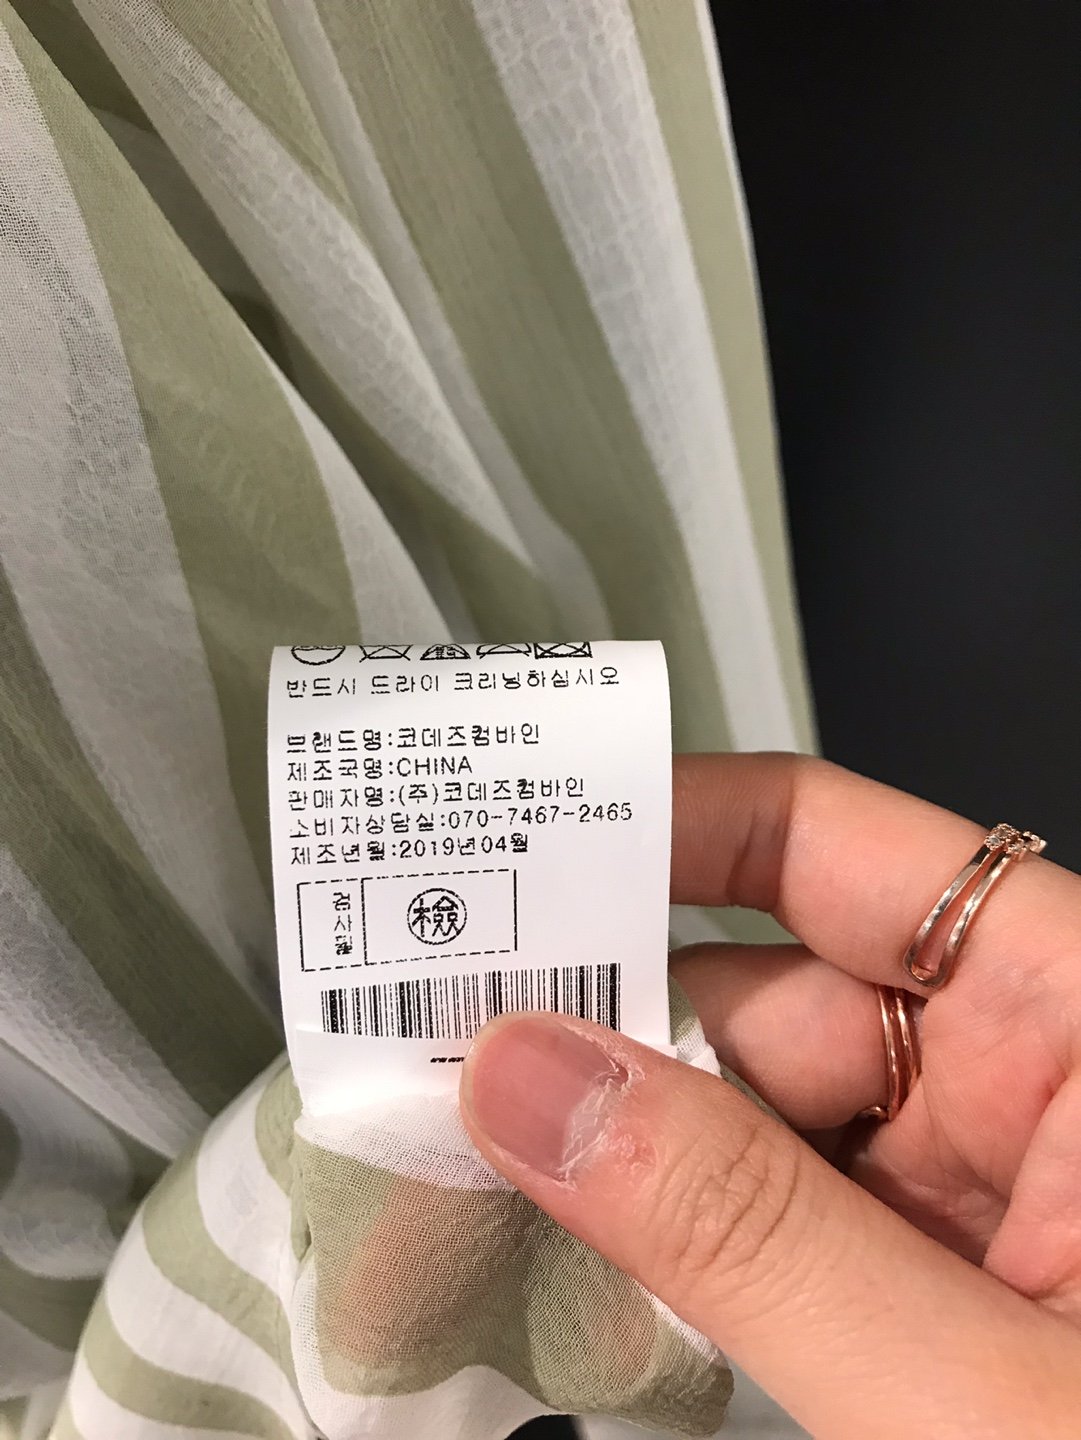 반드시 드라이 크리닝하십시오
브랜드명:코데즈컴바인
제조국명:CHINA
판매자명:(주)코데즈컴바인
소비자상담실:070-7467-2465
제조년월:2019년04월
검사필
檢